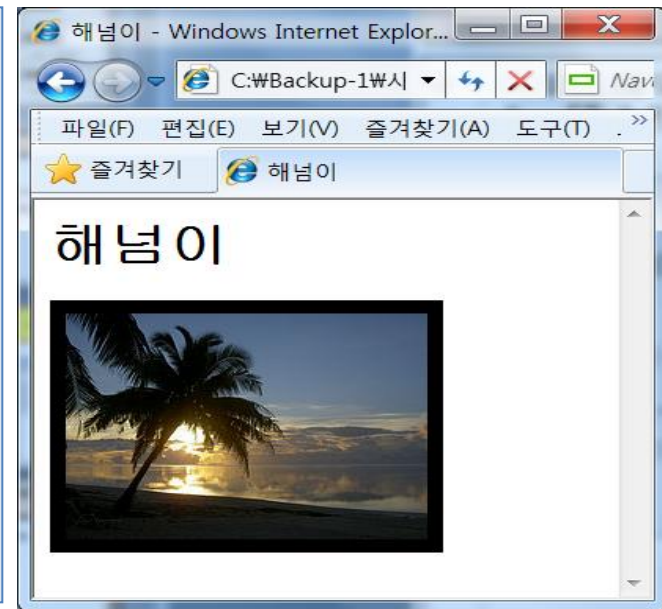 해넘이 - Windows Internet Explor...
C:₩Backup-1₩시
Nav
파일(F) 편집(E) 보기(V) 즐겨찾기(A) 도구(T)
즐겨찾기 해넘이
해넘이